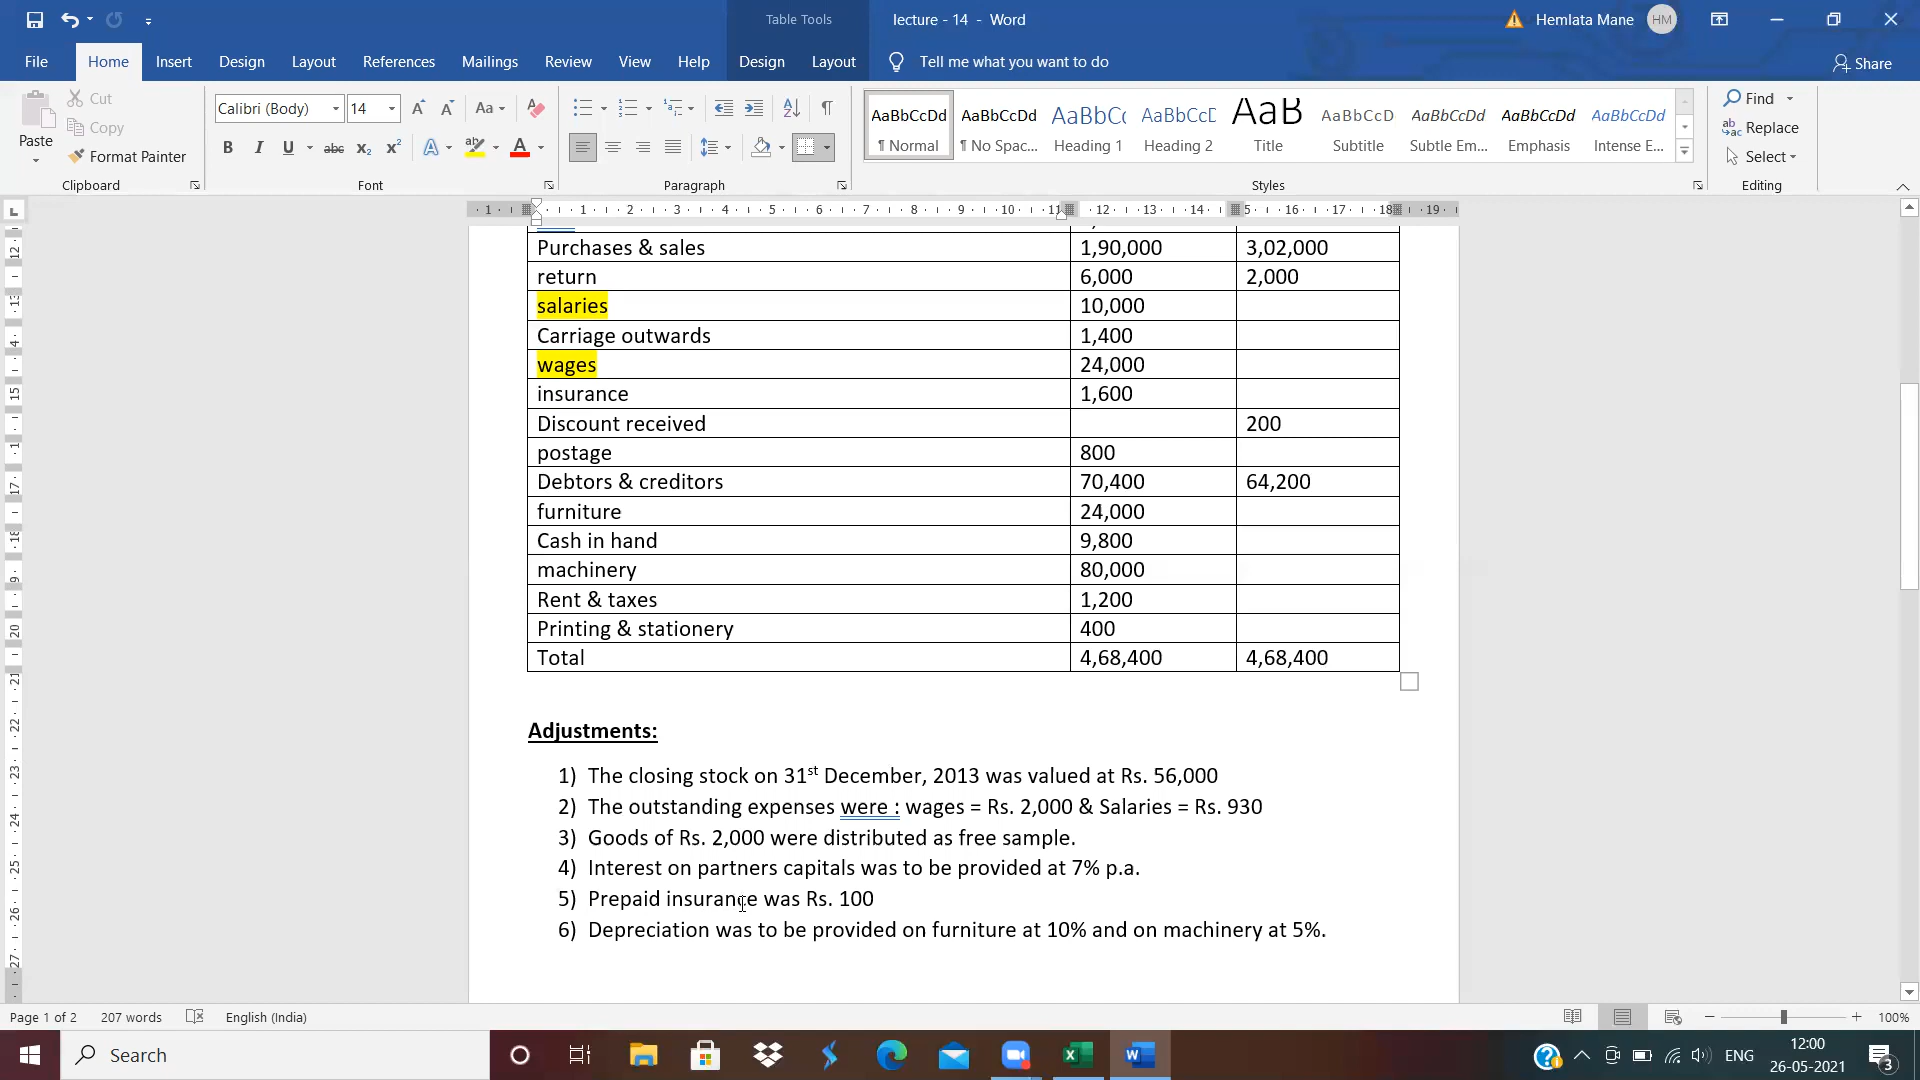 Table Tools
lecture - 14 - Word
Hemlata Mane
HM
File Home Insert Design Layout References Mailings Review View Help Design Layout Tell me what you want to do
Share
Paste
Cut
Copy
Format Painter
Clipboard
Calibri (Body) 14
Font
Paragraph
AaBbCcDd AaBbCcDd AaBbC( AaBbCcD AaB AaBbCcD AaBbCcDd AaBbCcDd AaBbCcDd
¶ Normal ¶ No Spac... Heading 1 Heading 2 Title Subtitle Subtle Em... Emphasis Intense E...
Styles
Find
Replace
Select
Editing
Purchases & sales 1,90,000 3,02,000
return 6,000 2,000
salaries 10,000
Carriage outwards 1,400
wages 24,000
insurance 1,600
Discount received 200
postage 800
Debtors & creditors 70,400 64,200
furniture 24,000
Cash in hand 9,800
machinery 80,000
Rent & taxes 1,200
Printing & stationery 400
Total 4,68,400 4,68,400
Adjustments:
1) The closing stock on 31st December, 2013 was valued at Rs. 56,000
2) The outstanding expenses were : wages = Rs. 2,000 & Salaries = Rs. 930
3) Goods of Rs. 2,000 were distributed as free sample.
4) Interest on partners capitals was to be provided at 7% p.a.
5) Prepaid insurance was Rs. 100
6) Depreciation was to be provided on furniture at 10% and on machinery at 5%.
Page 1 of 2 207 words English (India)
100%
Search
ENG
12:00
26-05-2021
3